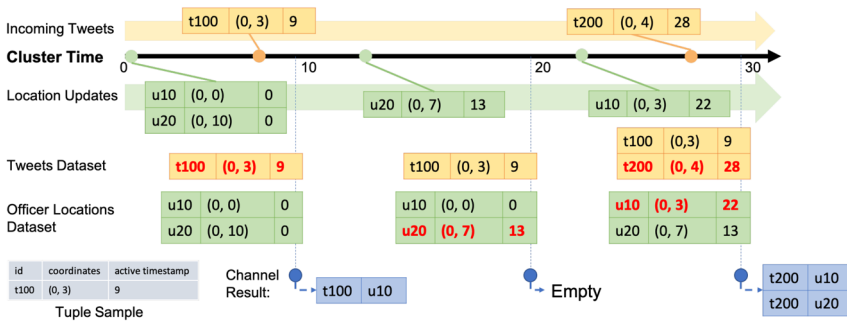 Incoming Tweets
t100 (0, 3) 9
t200 (0, 4) 28
Cluster Time
0 10 20 30
Location Updates
u10 (0, 0) 0
u20 (0, 10) 0
u20 (0, 7) 13
u10 (0, 3) 22
Tweets Dataset
t100 (0, 3) 9
t100 (0, 3) 9
t100 (0,3) 9
t200 (0, 4) 28
Officer Locations
Dataset
u10 (0, 0) 0
u20 (0, 10) 0
u10 (0, 0) 0
u20 (0, 7) 13
u10 (0, 3) 22
u20 (0, 7) 13
id coordinates active timestamp
t100 (0, 3) 9
Tuple Sample
Channel
Result:
t100 u10
Empty
t200 u10
t200 u20